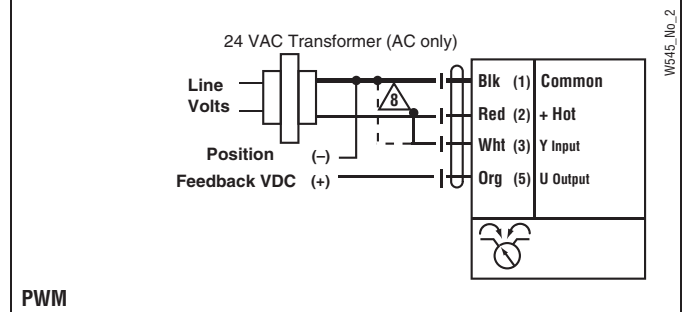 24 VAC Transformer (AC only)
Line
Volts
8
Position (–)
Feedback VDC (+)
Blk (1) Common
Red (2) + Hot
Wht (3) Y Input
Org (5) U Output
W545_No_2
PWM